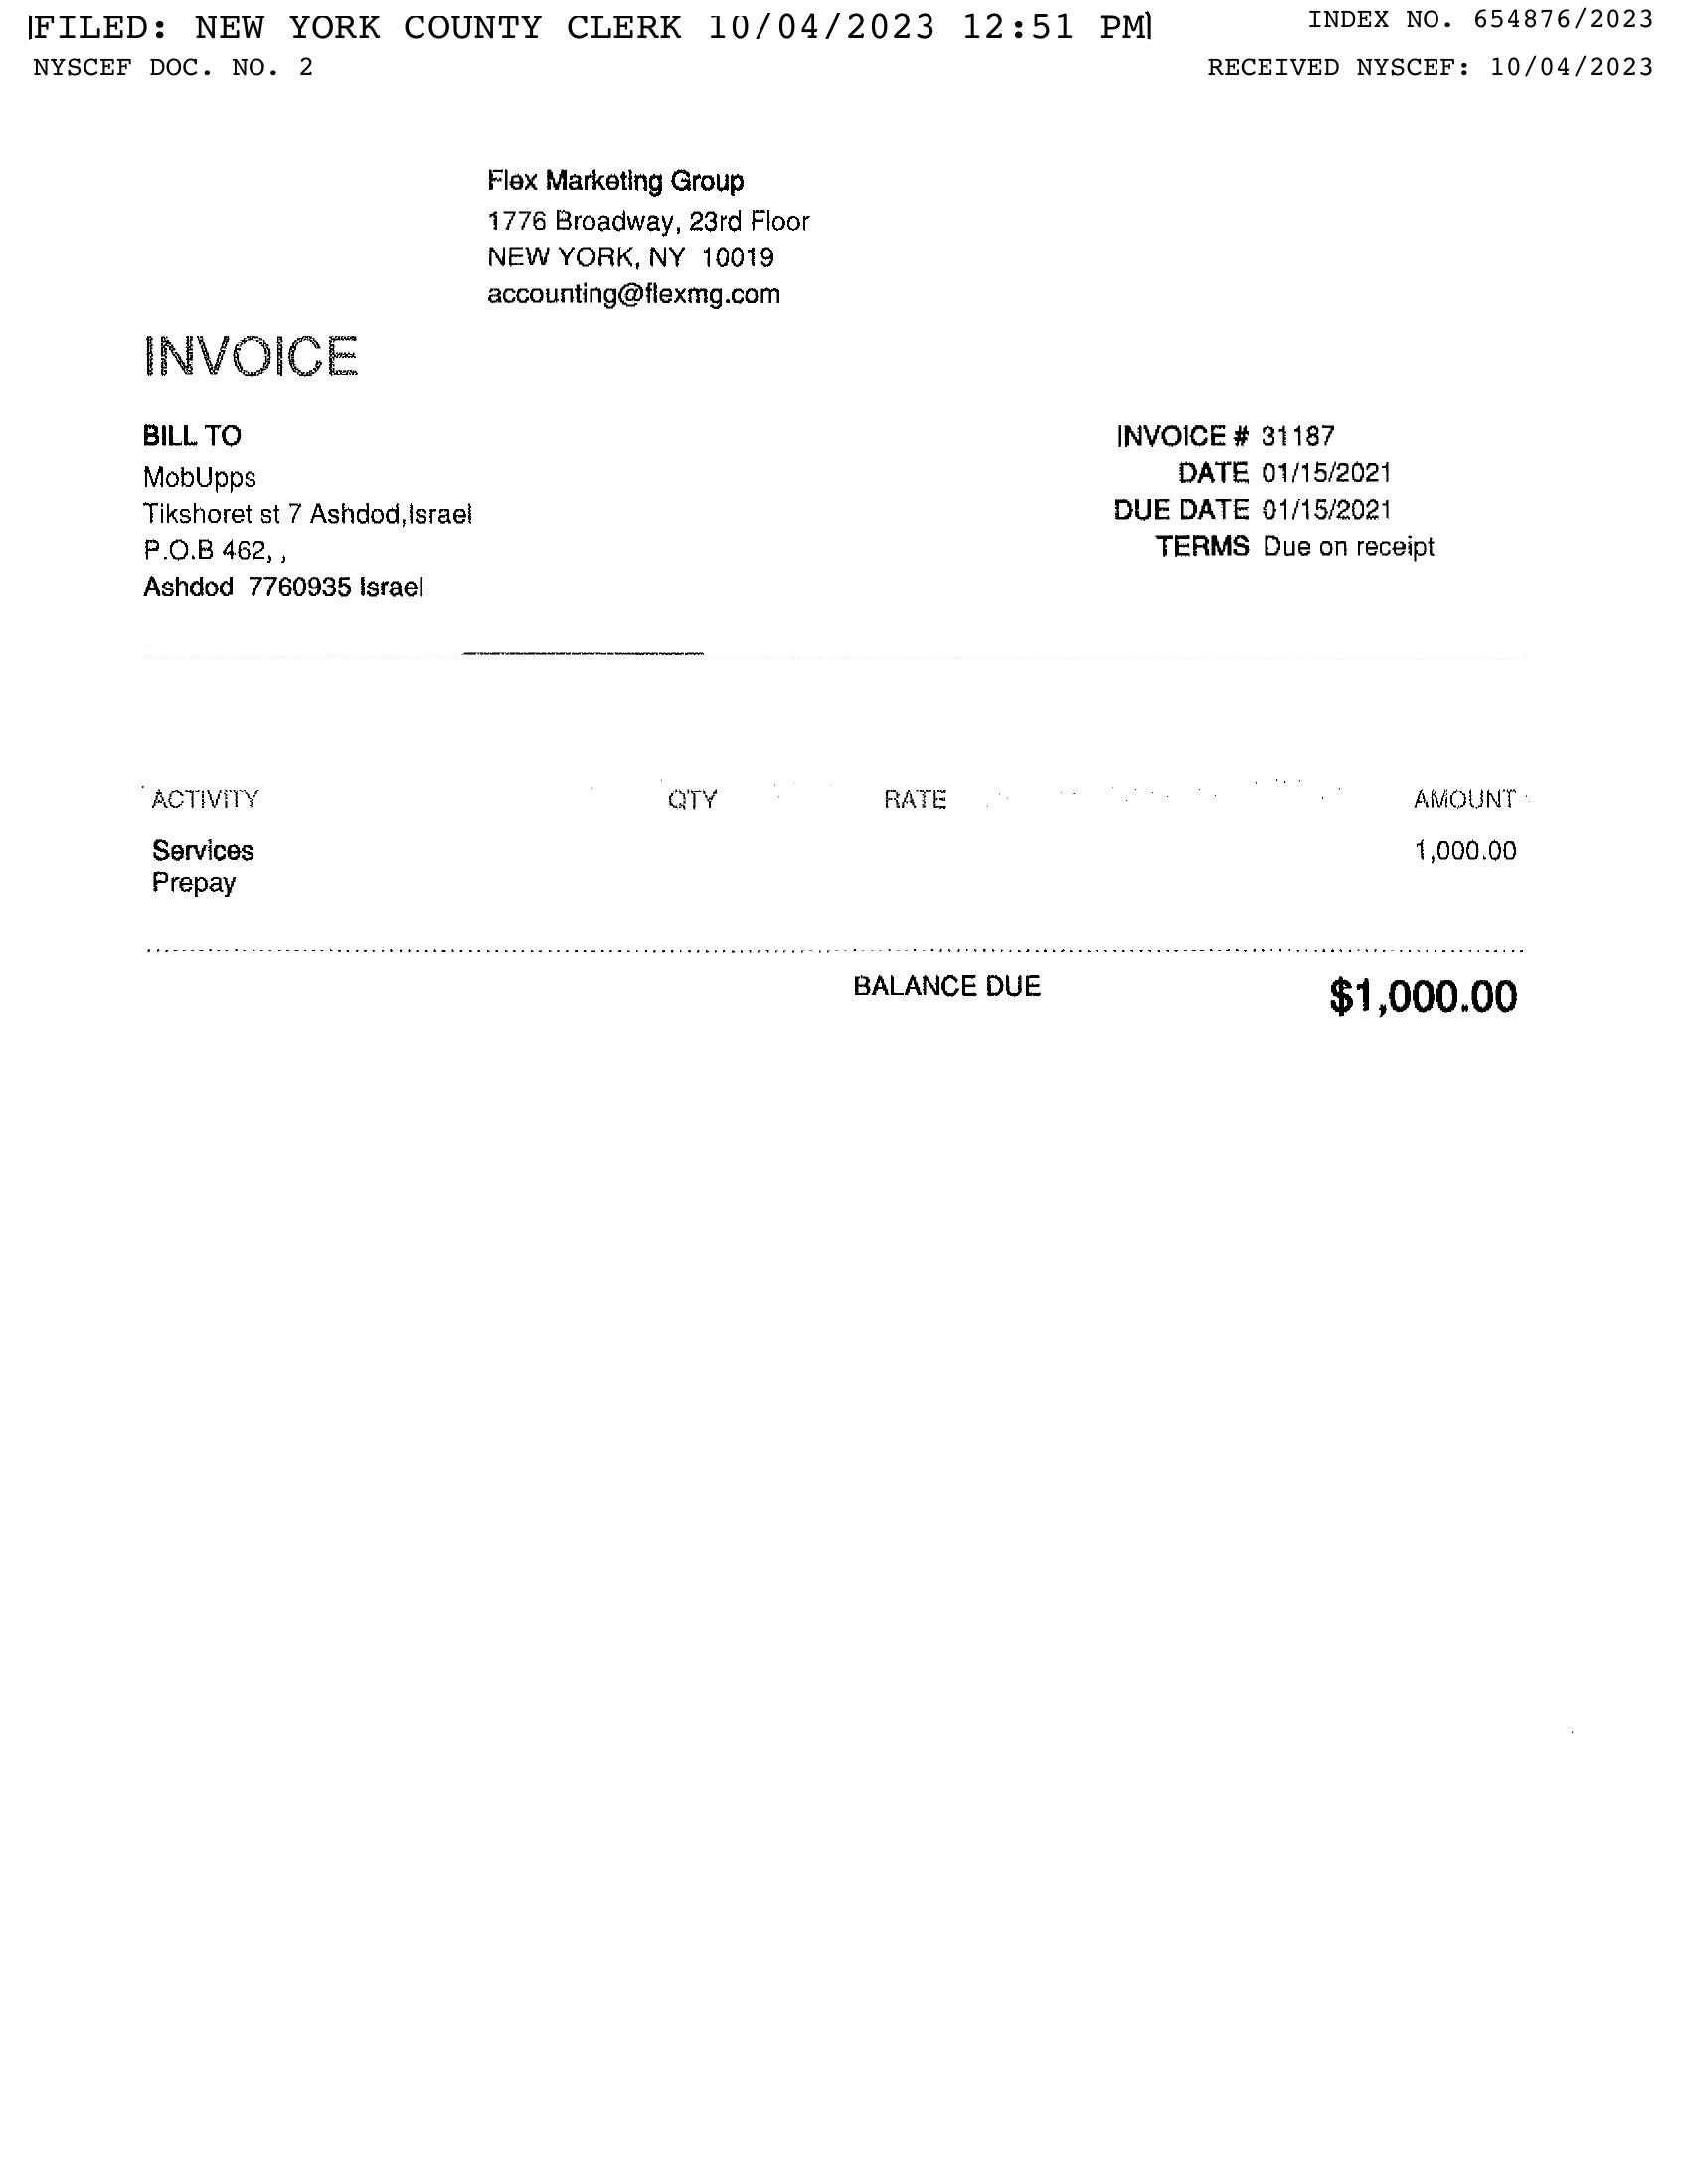 FILED: NEW YORK COUNTY CLERK 10/04/2023 12:51 PM
INDEX NO. 654876/2023
NYSCEF DOC. NO. 2
RECEIVED NYSCEF: 10/04/2023
Flex Marketing Group
1776 Broadway, 23rd Floor
NEW YORK, NY 10019
accounting@flexmg.com
INVOICE
BILL TO
MobUpps
Tikshoret st 7 Ashdod,Israel
P.O.B 462, ,
Ashdod 7760935 Israel
INVOICE # 31187
DATE 01/15/2021
DUE DATE 01/15/2021
TERMS Due on receipt
ACTIVITY QTY RATE AMOUNT
Services 1,000.00
Prepay
BALANCE DUE $1,000.00